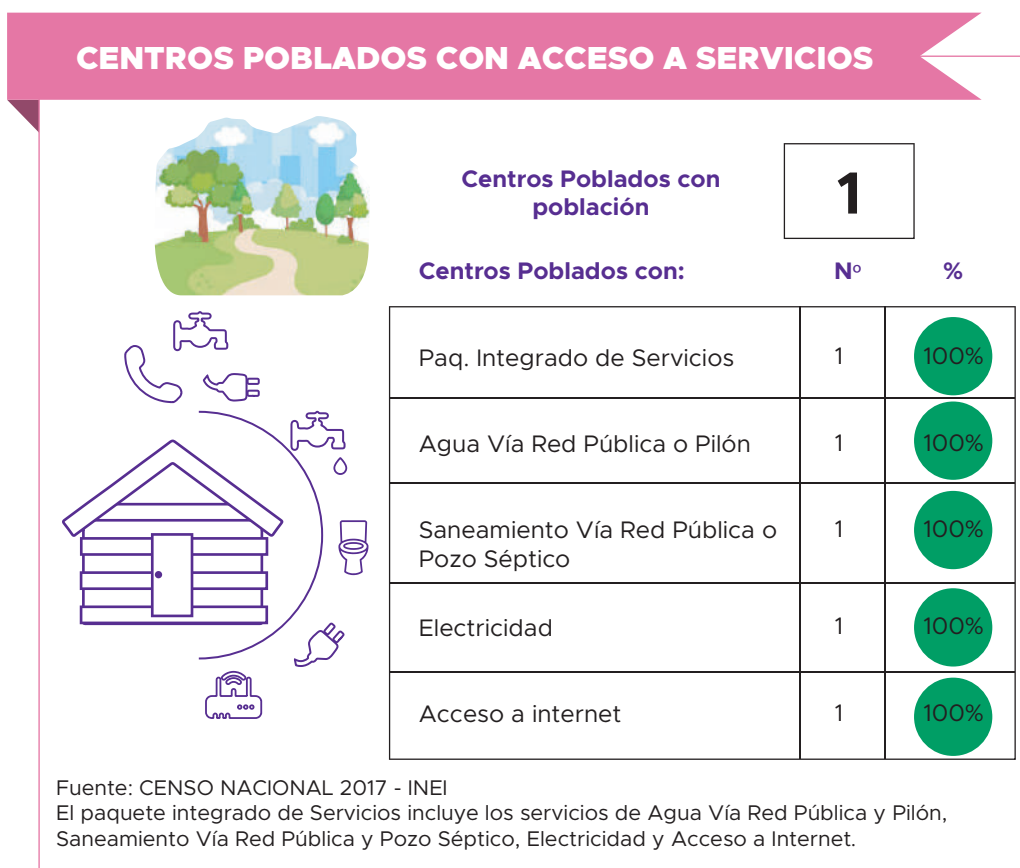 CENTROS POBLADOS CON ACCESO A SERVICIOS
Centros Poblados con
población
1
Centros Poblados con: Nº %
Paq. Integrado de Servicios 1 100%
Agua Vía Red Pública o Pilón 1 100%
Saneamiento Vía Red Pública o 1 100%
Pozo Séptico
Electricidad 1 100%
Acceso a internet 1 100%
Fuente: CENSO NACIONAL 2017 - INEI
El paquete integrado de Servicios incluye los servicios de Agua Vía Red Pública y Pilón,
Saneamiento Vía Red Pública y Pozo Séptico, Electricidad y Acceso a Internet.